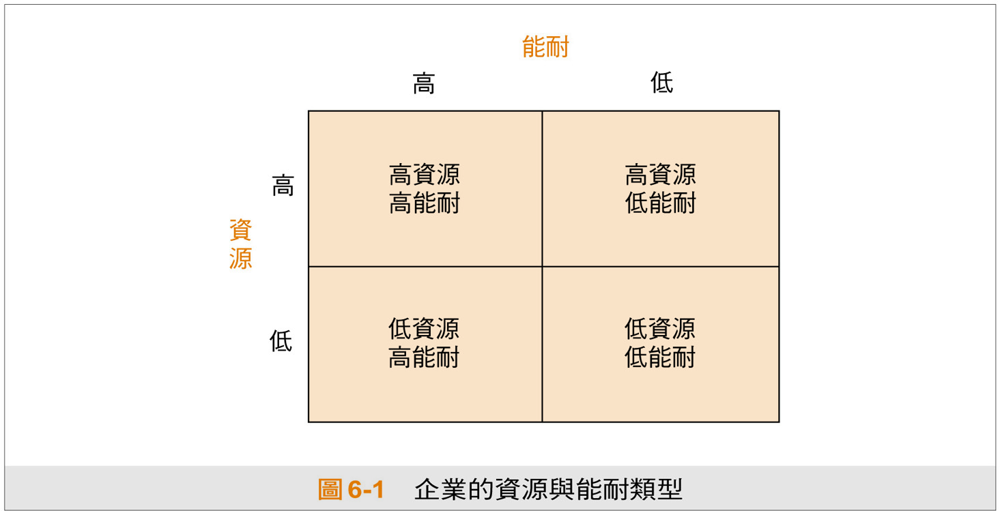 能耐
高 低
高
高資源
高能耐
高資源
低能耐
資
源
低
低資源
高能耐
低資源
低能耐
圖 6-1 企業的資源與能耐類型